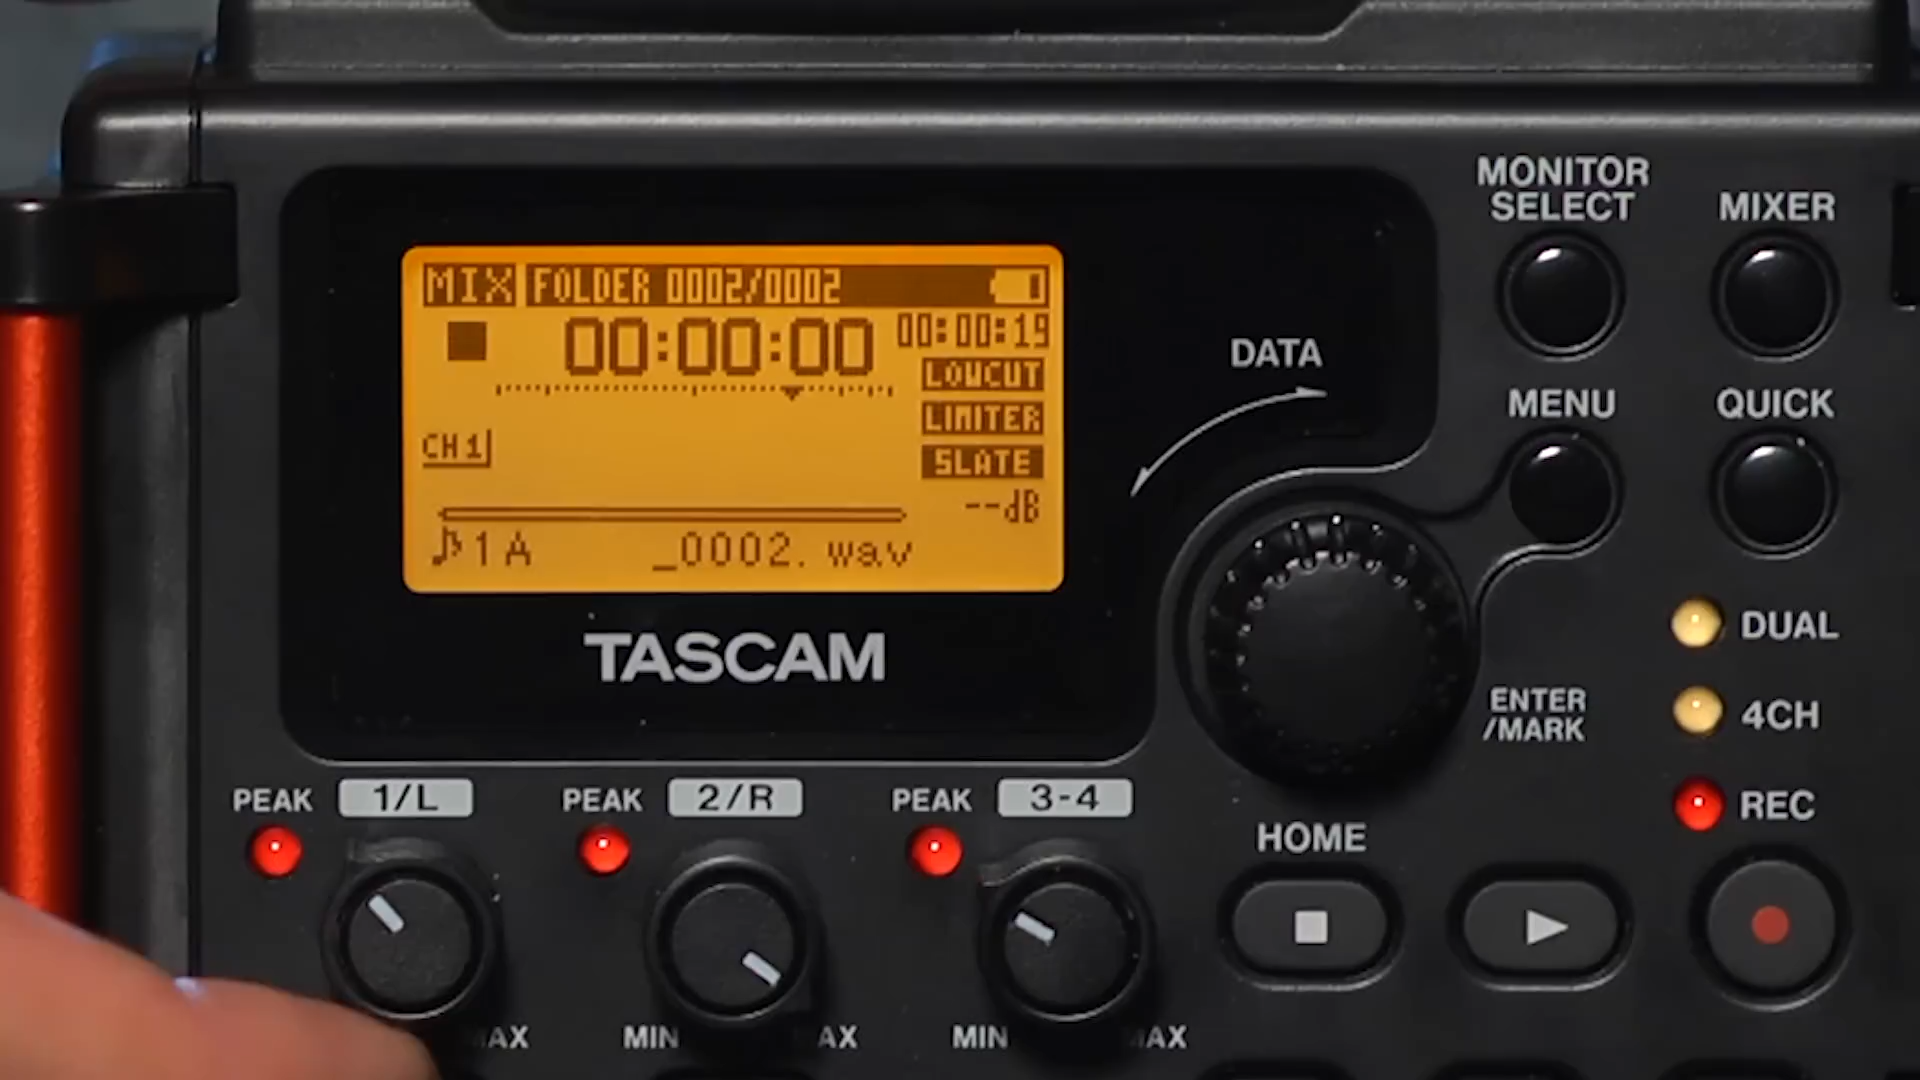 MONITOR
SELECT
MIXER
MIX FOLDER 0002/0002
00:00:00
00:00:19
LOWCUT
LIMITER
SLATE
CH1
--dB
1A _0002.wav
DATA
MENU
QUICK
TASCAM
ENTER
/MARK
DUAL
4CH
REC
PEAK 1/L
PEAK 2/R
PEAK 3-4
HOME
MIN
MIN